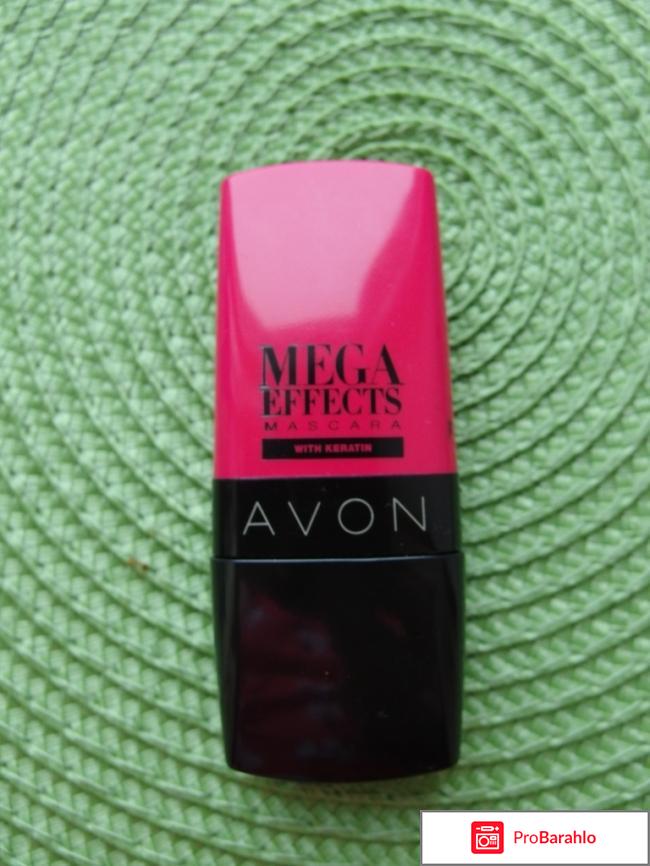 MEGA
EFFECTS
MASCARA
WITH KERATIN
AVON
ProBarahlo